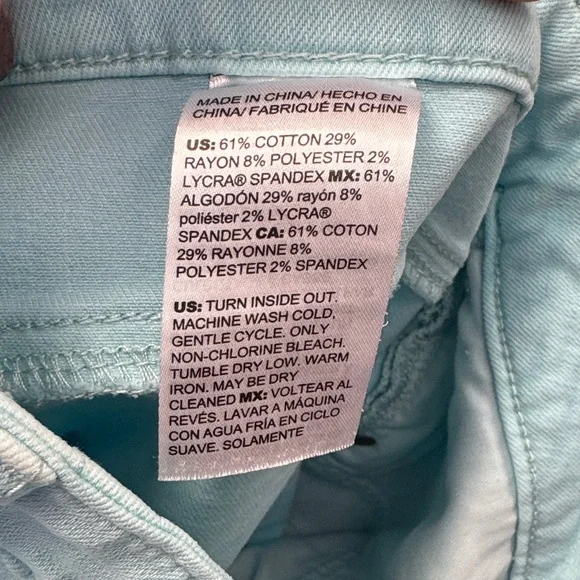 MADE IN CHINA/ HECHO EN
CHINA/ FABRIQUÉ EN CHINE
US: 61% COTTON 29%
RAYON 8% POLYESTER 2%
LYCRA® SPANDEX MX: 61%
ALGODÓN 29% rayón 8%
poliéster 2% LYCRA®
SPANDEX CA: 61% COTON
29% RAYONNE 8%
POLYESTER 2% SPANDEX
US: TURN INSIDE OUT.
MACHINE WASH COLD,
GENTLE CYCLE. ONLY
NON-CHLORINE BLEACH.
TUMBLE DRY LOW. WARM
IRON. MAY BE DRY
CLEANED MX: VOLTEAR AL
REVÉS. LAVAR A MÁQUINA
CON AGUA FRÍA EN CICLO
SUAVE. SOLAMENTE